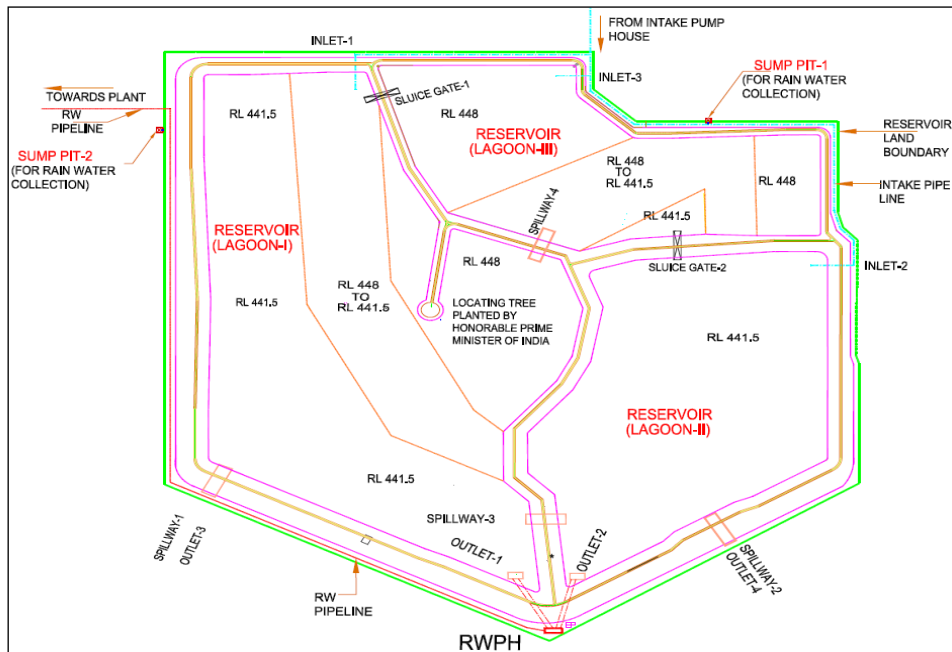 FROM INTAKE PUMP
HOUSE
INLET-1
INLET-3
SUMP PIT-1
(FOR RAIN WATER
COLLECTION)
TOWARDS PLANT
RW
PIPELINE
SUMP PIT-2
(FOR RAIN WATER
COLLECTION)
SLUICE GATE-1
RL 441.5
RL 448
RESERVOIR
(LAGOON-III)
RESERVOIR
LAND
BOUNDARY
RL 448
TO
RL 441.5
RL 448
INTAKE PIPE
LINE
RESERVOIR
(LAGOON-I)
SPILLWAY-4
RL 441.5
RL 448
SLUICE GATE-2
INLET-2
RL 441.5
RL 448
TO
RL 441.5
LOCATING TREE
PLANTED BY
HONORABLE PRIME
MINISTER OF INDIA
RL 441.5
RESERVOIR
(LAGOON-II)
RL 441.5
SPILLWAY-1
OUTLET-3
SPILLWAY-3
OUTLET-1
OUTLET-2
SPILLWAY-2
OUTLET-4
RW
PIPELINE
RWPH